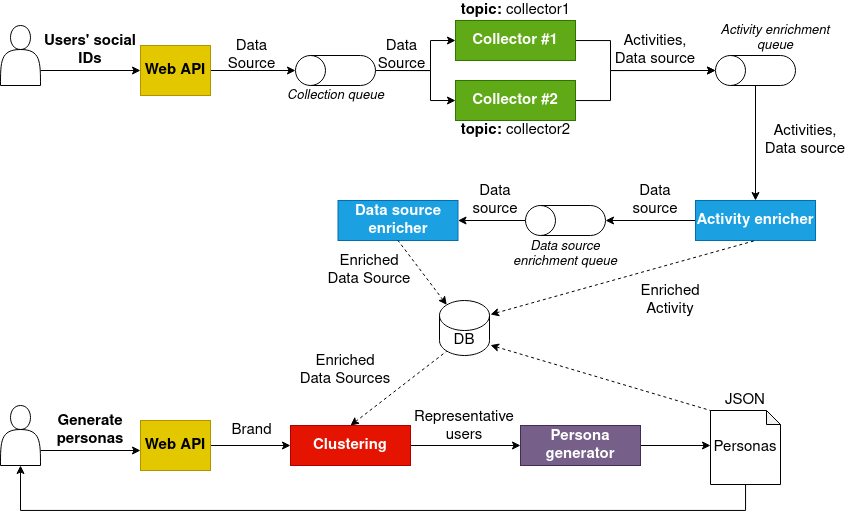 topic: collector1
Users' social
IDs
Web API
Data
Source
Collection queue
Data
Source
Collector #1
Collector #2
topic: collector2
Activities,
Data source
Activity enrichment
queue
Activities,
Data source
Data source
enricher
Data
source
Data source
enrichment queue
Data
source
Activity enricher
Enriched
Data Source
Enriched
Activity
DB
Enriched
Data Sources
Generate
personas
Web API
Brand
Clustering
Representative
users
Persona
generator
JSON
Personas